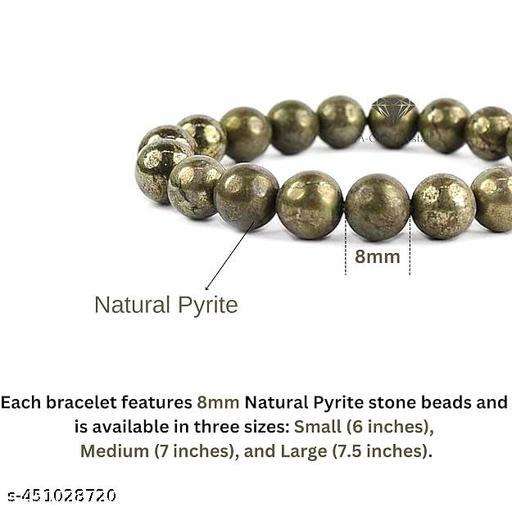 8mm
Natural Pyrite
Each bracelet features 8mm Natural Pyrite stone beads and
is available in three sizes: Small (6 inches),
Medium (7 inches), and Large (7.5 inches).
s-451028720